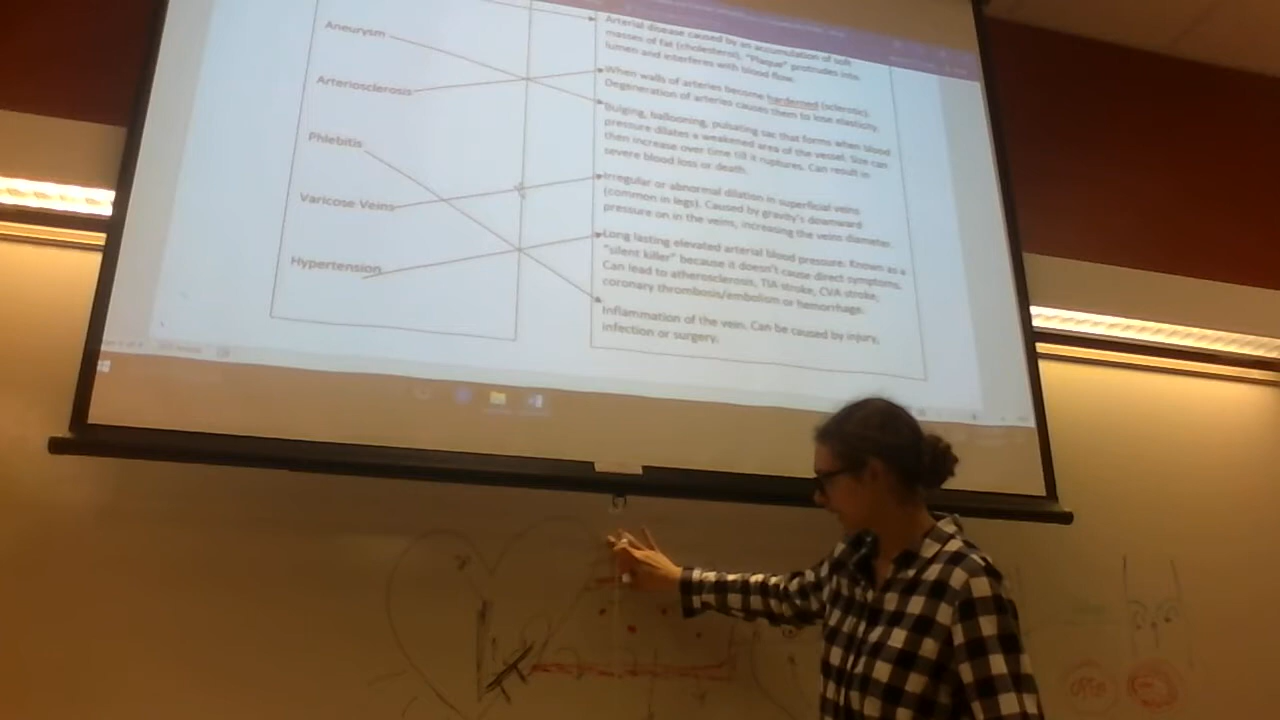 Aneurysm
Arteriosclerosis
Phlebitis
Varicose Veins
Hypertension
Arterial disease caused by an accumulation of soft
masses of fat (cholesterol). "Plaque" protrudes into
lumen and interferes with blood flow.
When walls of arteries become hardened (sclerotic).
Degeneration of arteries causes them to lose elasticity.
Bulging, ballooning, pulsating sac that forms when blood
pressure dilates a weakened area of the vessel. Size can
then increase over time till it ruptures. Can result in
severe blood loss or death.
Irregular or abnormal dilation in superficial veins
(common in legs). Caused by gravity's downward
pressure on in the veins, increasing the veins diameter.
Long lasting elevated arterial blood pressure. Known as a
"silent killer" because it doesn't cause direct symptoms.
Can lead to atherosclerosis, TIA stroke, CVA stroke,
coronary thrombosis/embolism or hemorrhage.
Inflammation of the vein. Can be caused by injury,
infection or surgery.